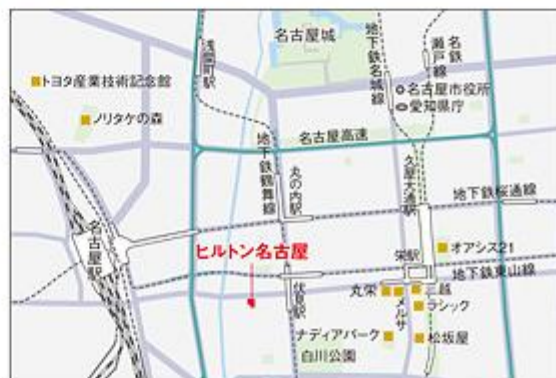 名古屋城
浅間町駅
地下鉄名城線
名鉄
瀬戸線
トヨタ産業技術記念館
ノリタケの森
名古屋市役所
愛知県庁
名古屋高速
地下鉄鶴舞線
丸の内駅
久屋大通駅
地下鉄桜通線
名古屋駅
ヒルトン名古屋
オアシス21
栄駅
地下鉄東山線
伏見駅
丸栄
メルサ
三越
ラシック
ナディアパーク
松坂屋
白川公園